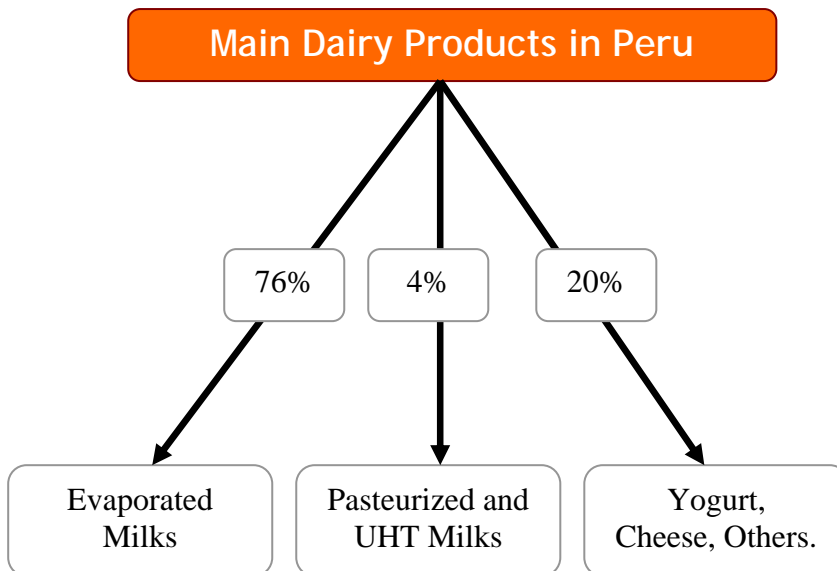 Main Dairy Products in Peru
76%
4%
20%
Evaporated
Milks
Pasteurized and
UHT Milks
Yogurt,
Cheese, Others.